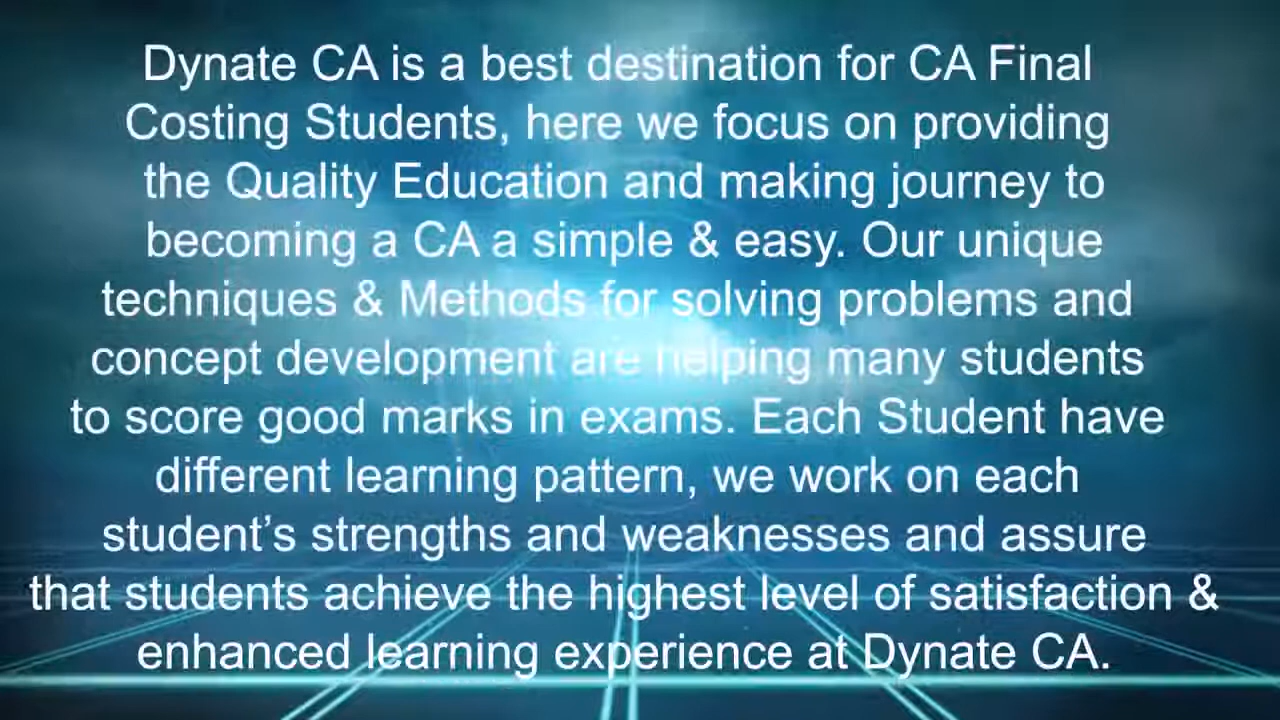 Dynate CA is a best destination for CA Final
Costing Students, here we focus on providing
the Quality Education and making journey to
becoming a CA a simple & easy. Our unique
techniques & Methods for solving problems and
concept development are helping many students
to score good marks in exams. Each Student have
different learning pattern, we work on each
student’s strengths and weaknesses and assure
that students achieve the highest level of satisfaction &
enhanced learning experience at Dynate CA.